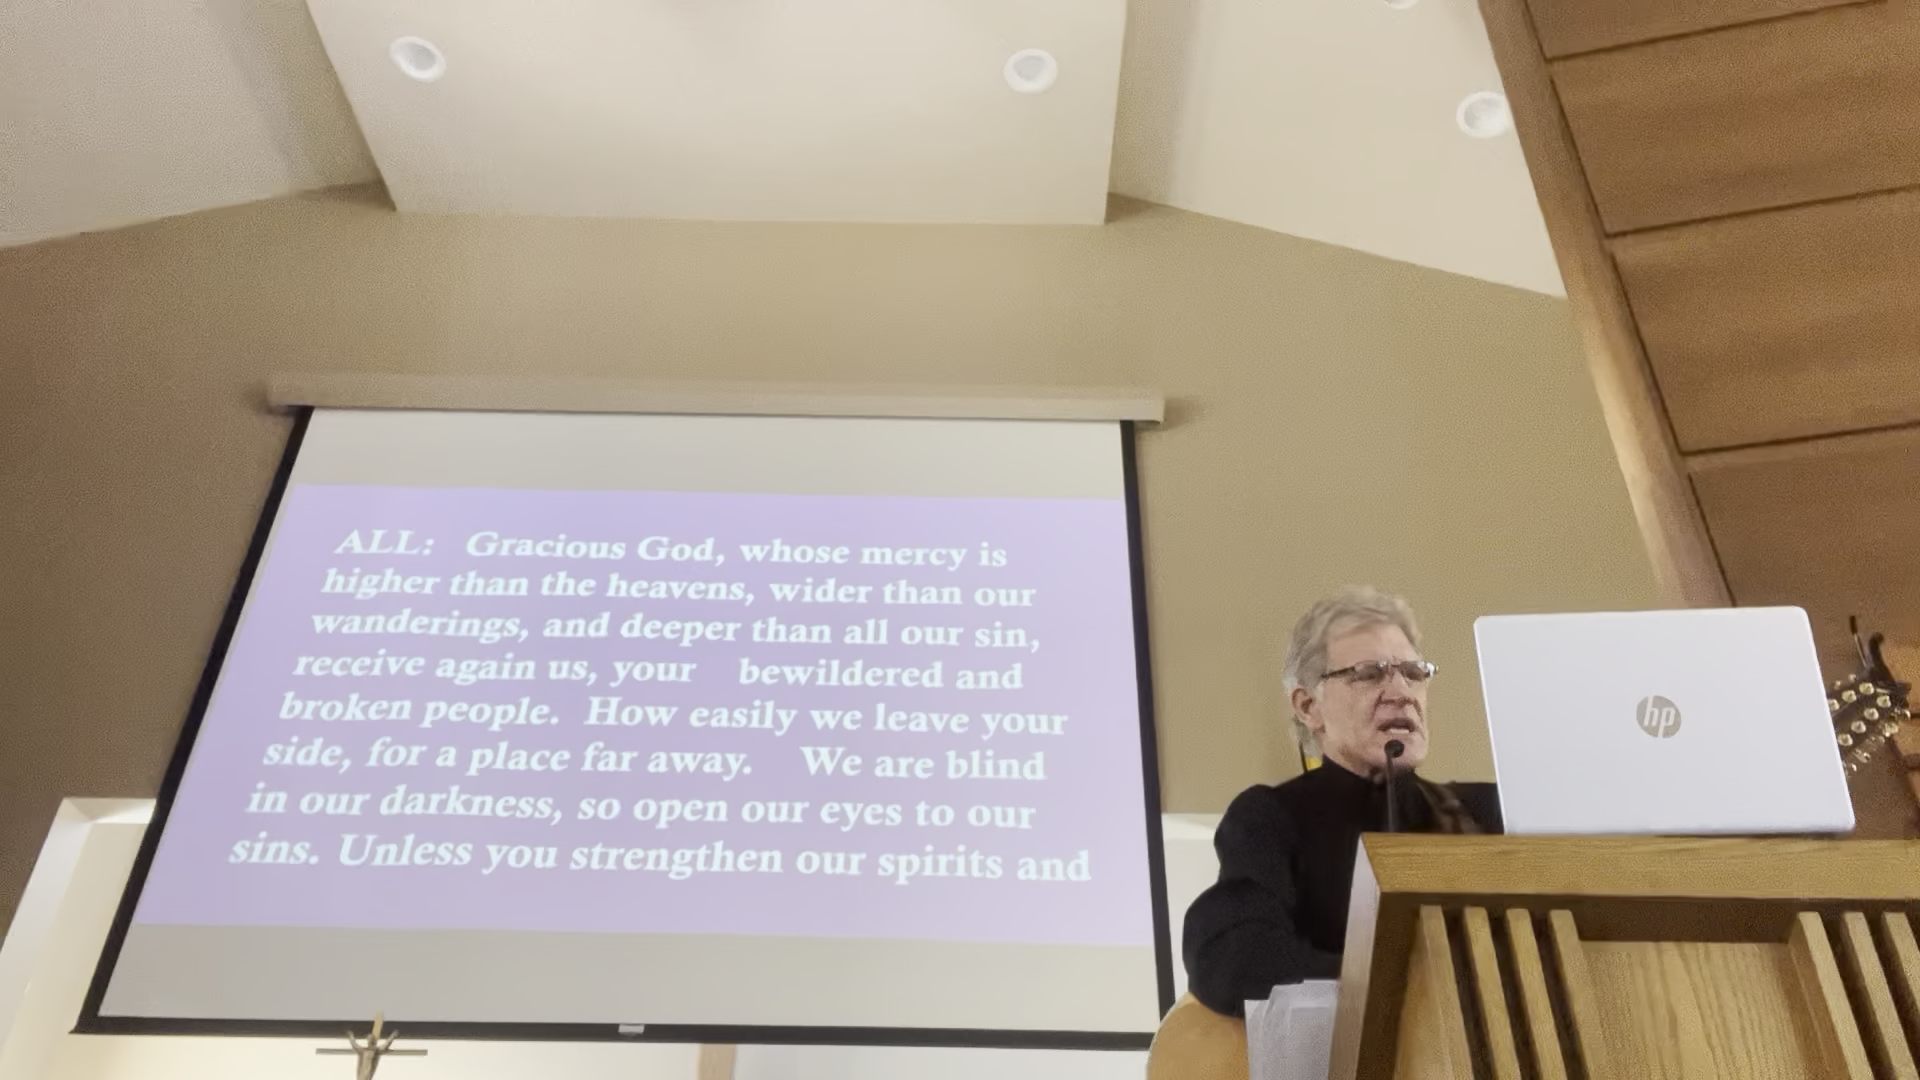 ALL: Gracious God, whose mercy is
higher than the heavens, wider than our
wanderings, and deeper than all our sin,
receive again us, your bewildered and
broken people. How easily we leave your
side, for a place far away. We are blind
in our darkness, so open our eyes to our
sins. Unless you strengthen our spirits and
hp